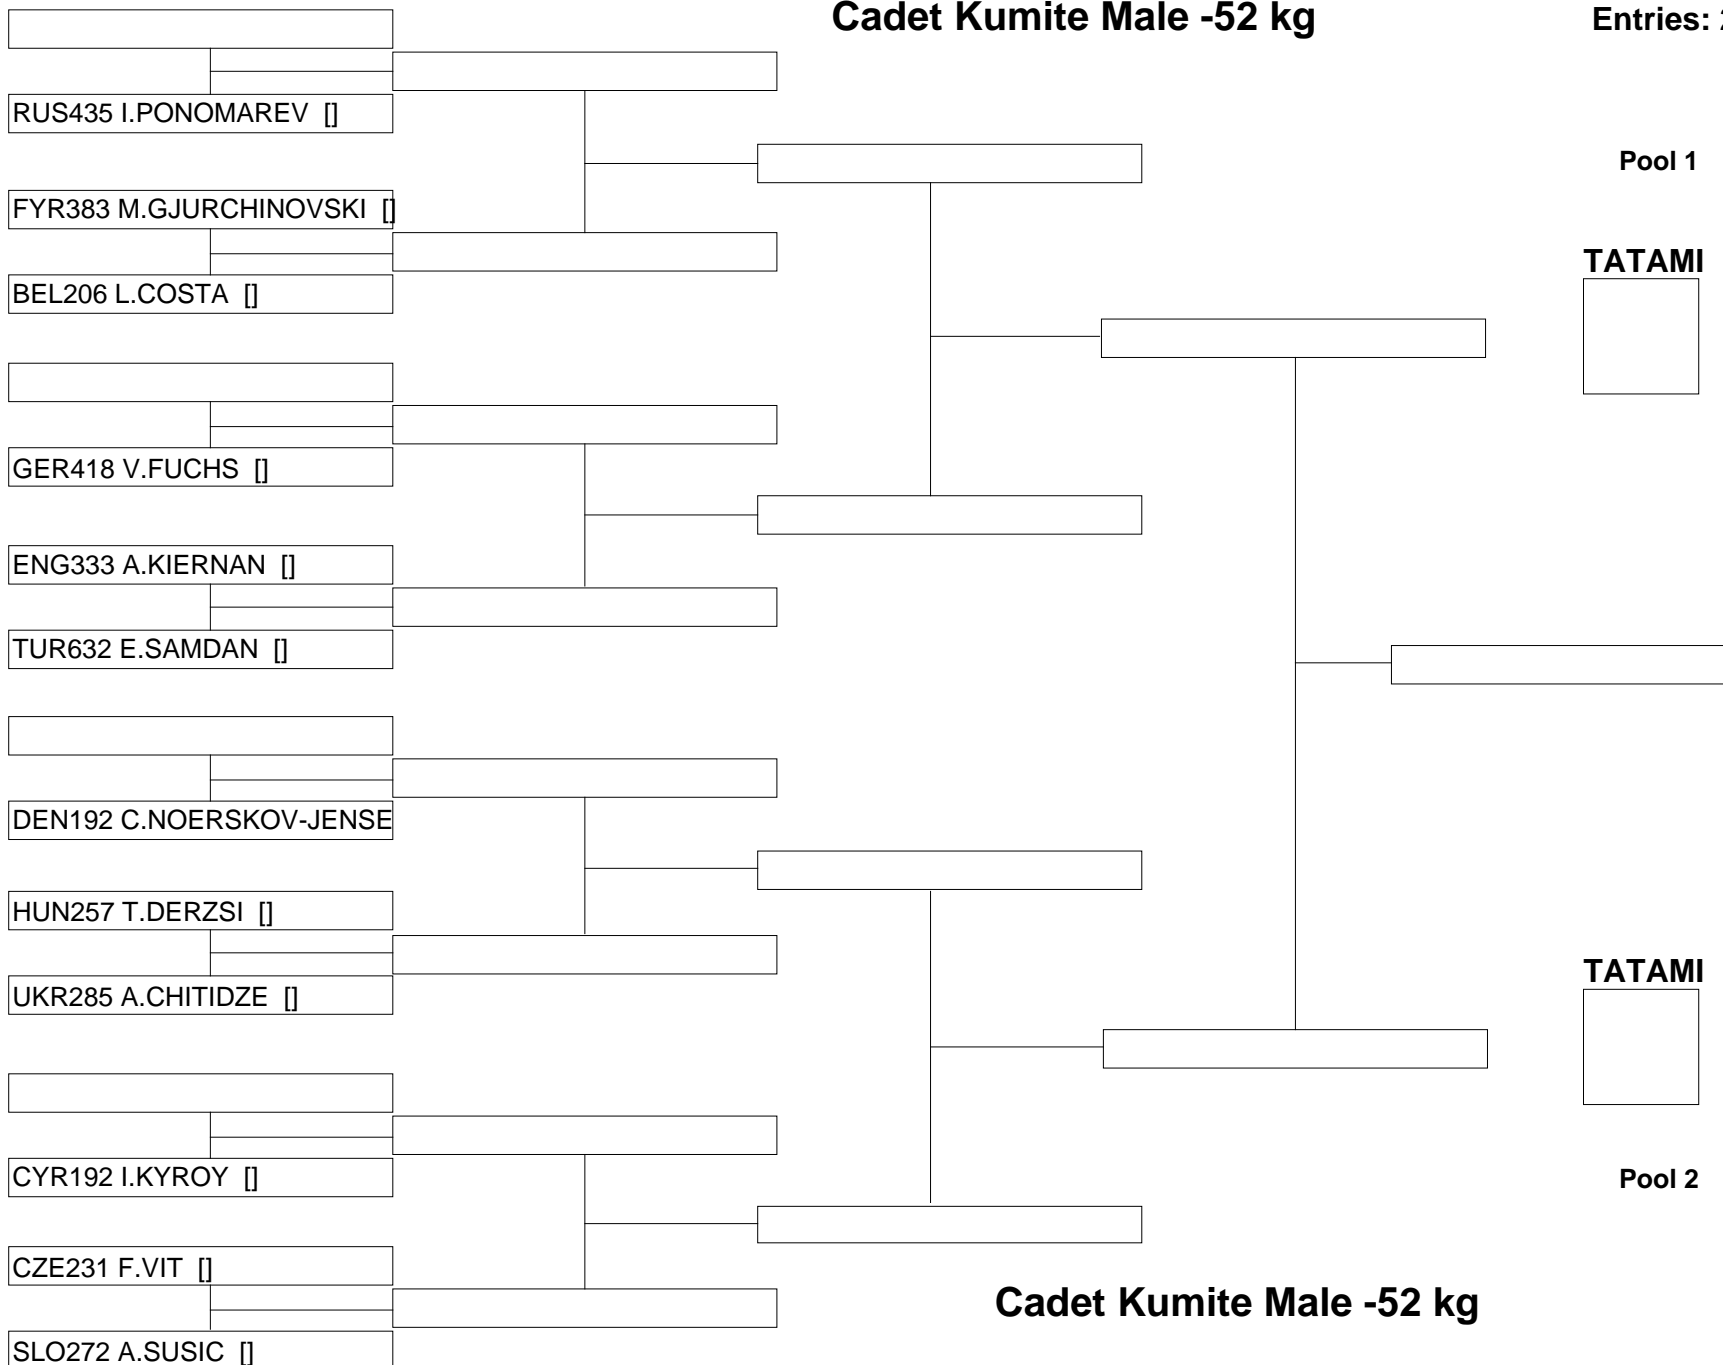 Cadet Kumite Male -52 kg
Entries: 2
RUS435 I.PONOMAREV []
Pool 1
FYR383 M.GJURCHINOVSKI []
TATAMI
BEL206 L.COSTA []
GER418 V.FUCHS []
ENG333 A.KIERNAN []
TUR632 E.SAMDAN []
DEN192 C.NOERSKOV-JENSE
HUN257 T.DERZSI []
TATAMI
UKR285 A.CHITIDZE []
CYR192 I.KYROY []
Pool 2
CZE231 F.VIT []
Cadet Kumite Male -52 kg
SLO272 A.SUSIC []